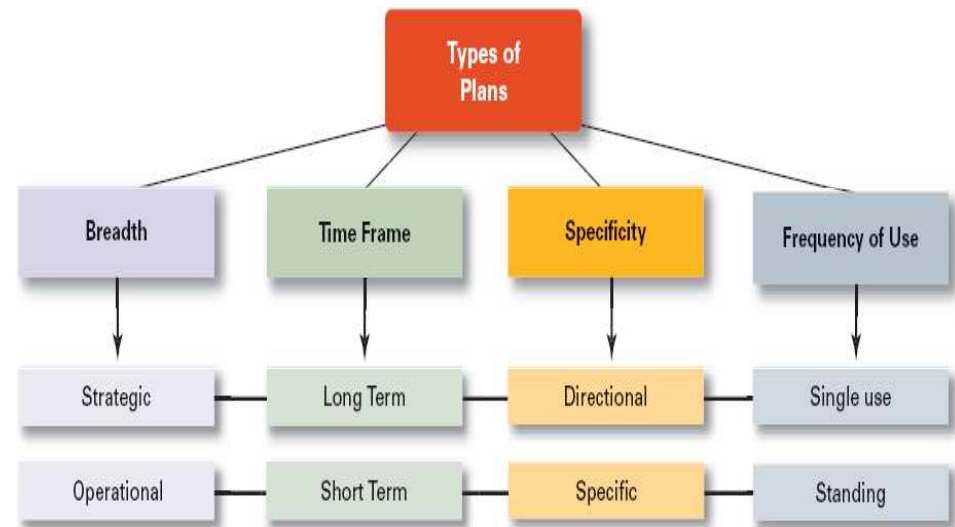 Types of
Plans
Breadth
Time Frame
Specificity
Frequency of Use
Strategic
Long Term
Directional
Single use
Operational
Short Term
Specific
Standing